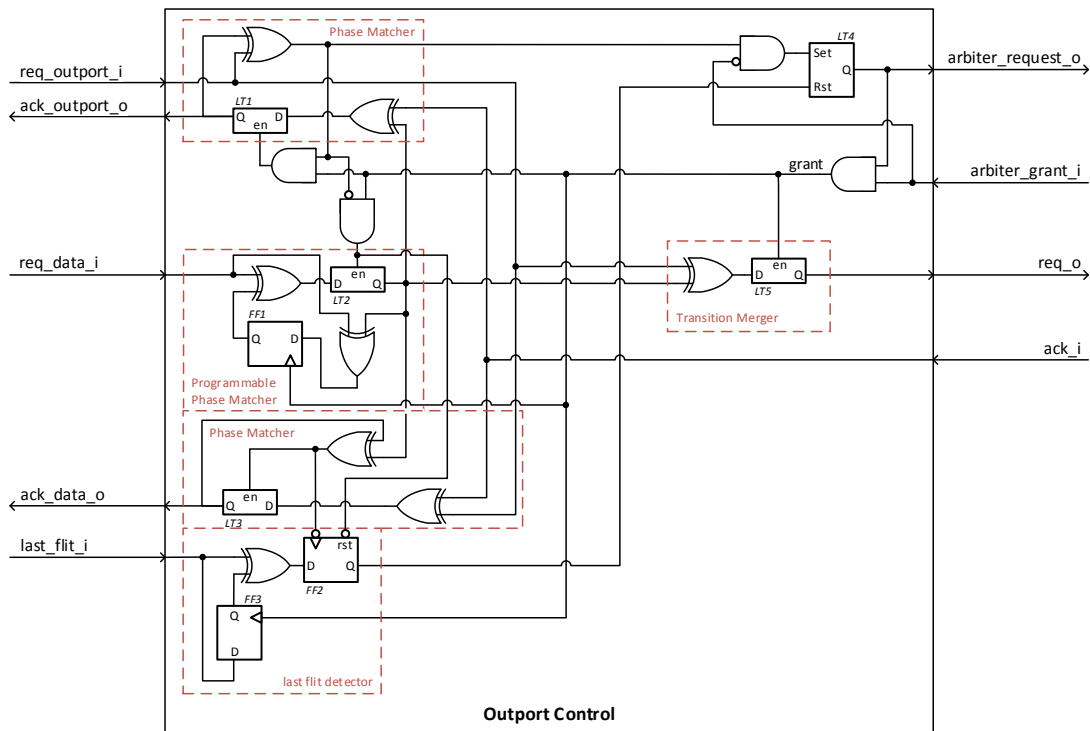 Phase Matcher
LT4
req_outport_i
Set
Q
arbiter_request_o
Rst
ack_outport_o
LT1
Q D
en
grant
arbiter_grant_i
req_data_i
en
D Q
LT2
en
D Q
LT5
req_o
Transition Merger
FF1
Q D
ack_i
Programmable
Phase Matcher
Phase Matcher
en
Q D
LT3
ack_data_o
last_flit_i
rst
D Q
FF2
FF3
Q
D
last flit detector
Outport Control